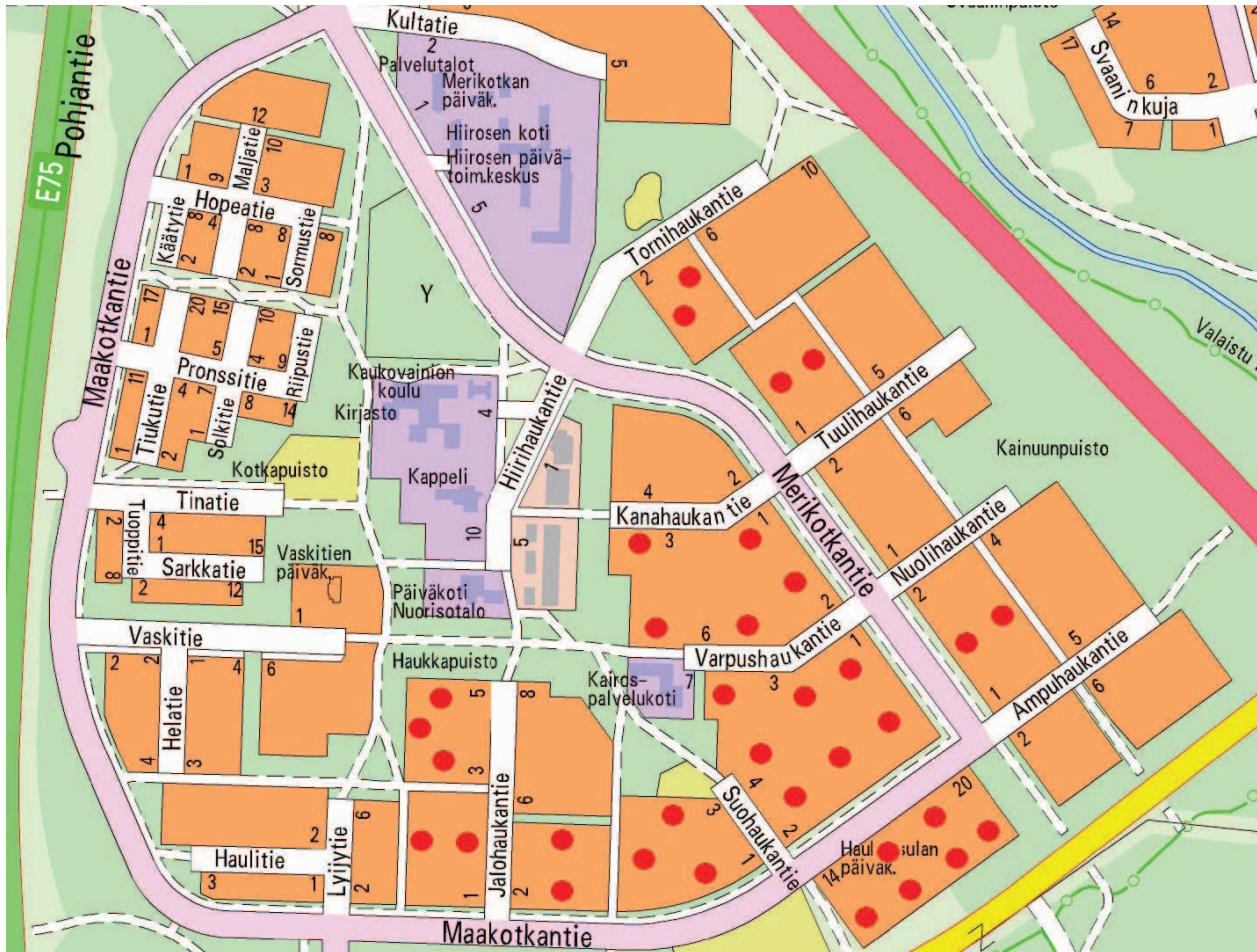 Kultatie
2
5
Palvelutalot
Merikotkan
päiväk.
1
Hiirosen koti
Hiirosen päivä-
toim.keskus
5
Pohjantie
E75
14
17
Svaanin kuja
6
2
7
1
12
Maljatie
10
1
9
3
Hopeatie
Käätytie
8
4
8
8
8
Sormustie
2
2
1
Tornihaukantie
10
6
2
Y
Valaistu
Maakotkantie
17
20
15
10
1
5
4
9
Pronssitie
Riipustie
11
4
7
8
14
Tiukutie
Solkitie
1
2
1
Kaukovainion
koulu
Kirjasto
4
Kotkapuisto
Kappeli
Hiirihaukantie
1
10
5
5
Tuulihaukantie
6
1
2
Kainuunpuisto
4
2
Kanahaukantie
3
1
Merikotkantie
Tinatie
2
Tuoppitie
4
1
15
Sarkkatie
8
2
12
Vaskitien
päiväk.
1
Päiväkoti
Nuorisotalo
Nuolihaukantie
1
4
2
2
6
Varpushaukantie
1
3
7
Vaskitie
2
2
1
4
6
Helatie
4
3
Haukkapuisto
Kairos-
palvelukoti
5
8
3
6
Jalohaukantie
1
2
Ampuhaukantie
5
6
1
2
Suohaukantie
4
3
2
1
20
14
Haul sulan
päiväk.
2
6
Haulitie
Lyijytie
3
1
2
Maakotkantie